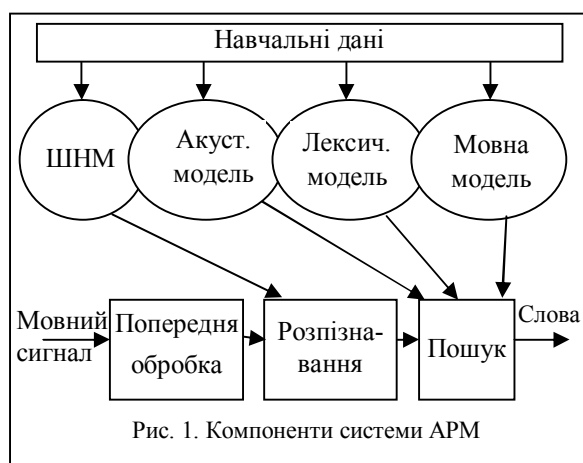 Навчальні дані
ШНМ
Акуст.
модель
Лексич.
модель
Мовна
модель
Мовний
сигнал
Попередня
обробка
Розпізна-
вання
Пошук
Слова
Рис. 1. Компоненти системи АРМ